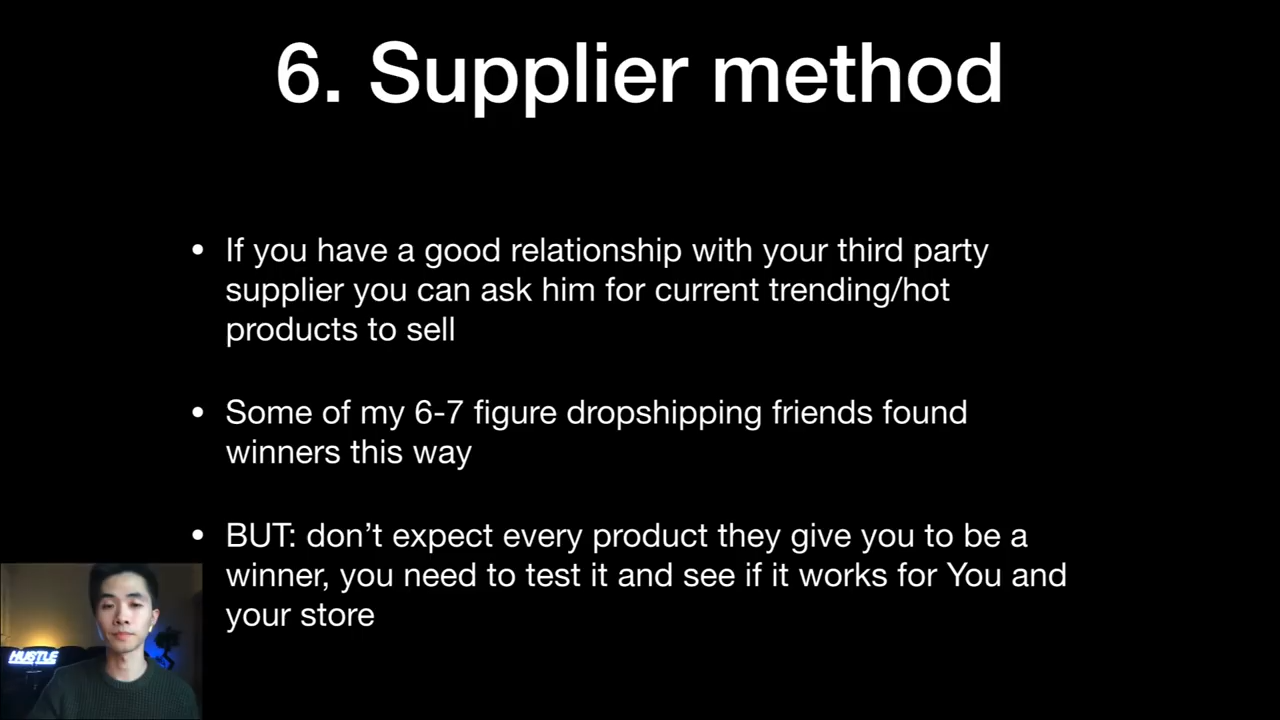 6. Supplier method
• If you have a good relationship with your third party
supplier you can ask him for current trending/hot
products to sell
• Some of my 6-7 figure dropshipping friends found
winners this way
• BUT: don’t expect every product they give you to be a
winner, you need to test it and see if it works for You and
your store
HUSTLE